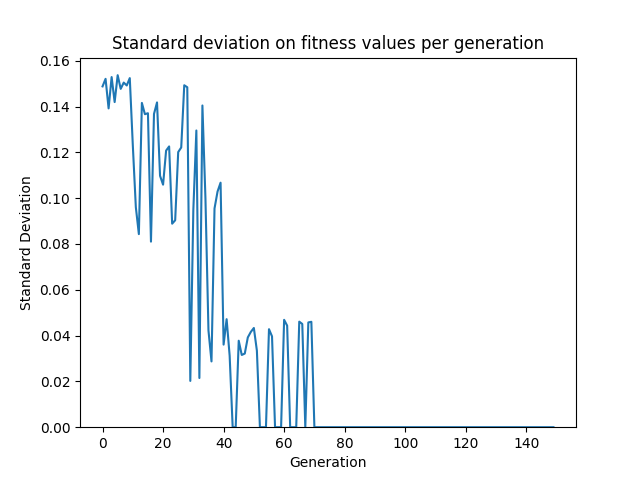 Standard deviation on fitness values per generation
0.16
0.14
0.12
0.10
0.08
0.06
0.04
0.02
0.00
Standard Deviation
0 20 40 60 80 100 120 140
Generation